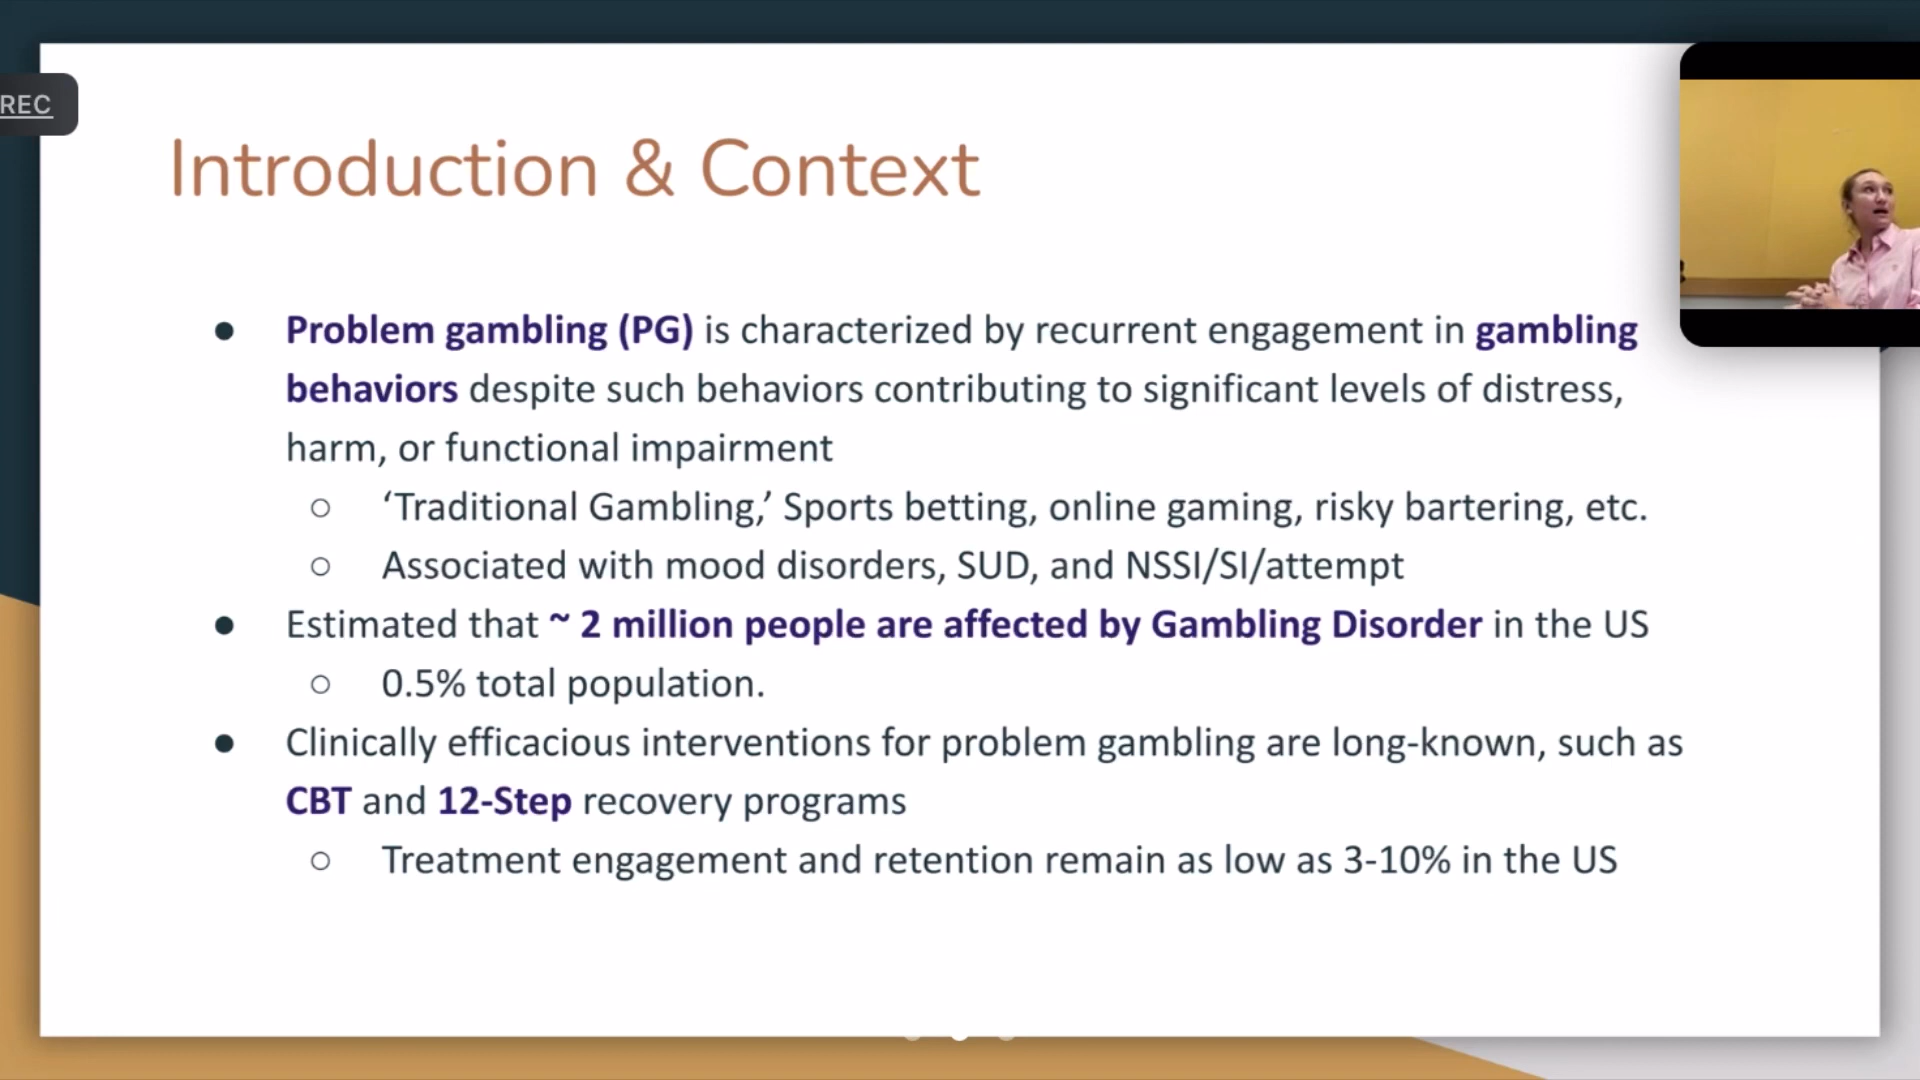 REC
Introduction & Context
● Problem gambling (PG) is characterized by recurrent engagement in gambling
behaviors despite such behaviors contributing to significant levels of distress,
harm, or functional impairment
○ ‘Traditional Gambling,’ Sports betting, online gaming, risky bartering, etc.
○ Associated with mood disorders, SUD, and NSSI/SI/attempt
● Estimated that ~ 2 million people are affected by Gambling Disorder in the US
○ 0.5% total population.
● Clinically efficacious interventions for problem gambling are long-known, such as
CBT and 12-Step recovery programs
○ Treatment engagement and retention remain as low as 3-10% in the US